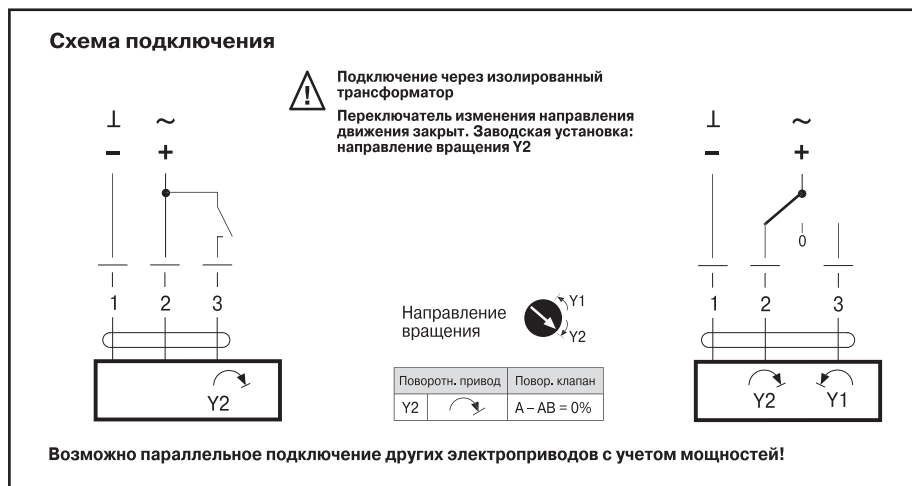 Схема подключения
Подключение через изолированный
трансформатор
Переключатель изменения направления
движения закрыт. Заводская установка:
направление вращения Y2
⊥ ~
− +
1 2 3
Y2
Направление
вращения
Y1
Y2
Поворотн. привод Повор. клапан
Y2 A – AB = 0%
⊥ ~
− +
0
1 2 3
Y2 Y1
Возможно параллельное подключение других электроприводов с учетом мощностей!